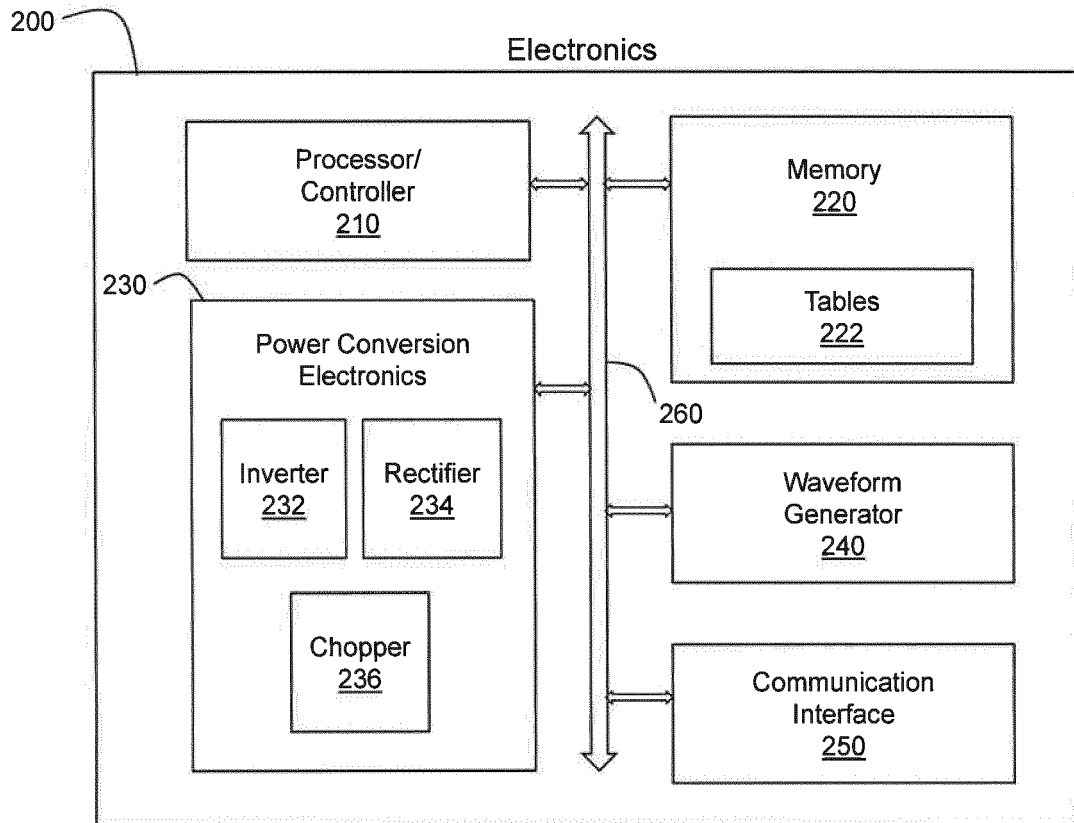 200
Electronics
Processor/
Controller
210
Memory
220
Tables
222
230
Power Conversion
Electronics
Inverter
232
Rectifier
234
Chopper
236
260
Waveform
Generator
240
Communication
Interface
250